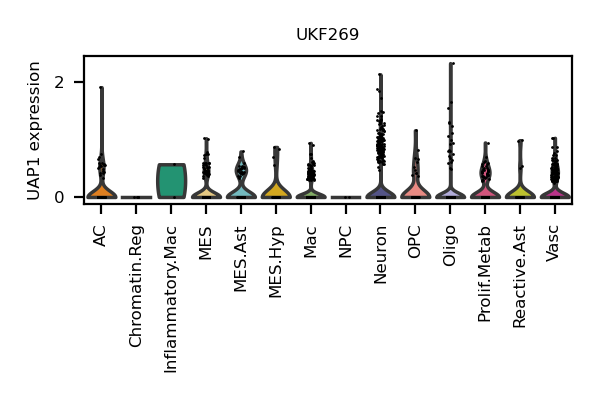 UKF269
UAP1 expression
2
0
AC
Chromatin.Reg
Inflammatory.Mac
MES
MES.Ast
MES.Hyp
Mac
NPC
Neuron
OPC
Oligo
Prolif.Metab
Reactive.Ast
Vasc